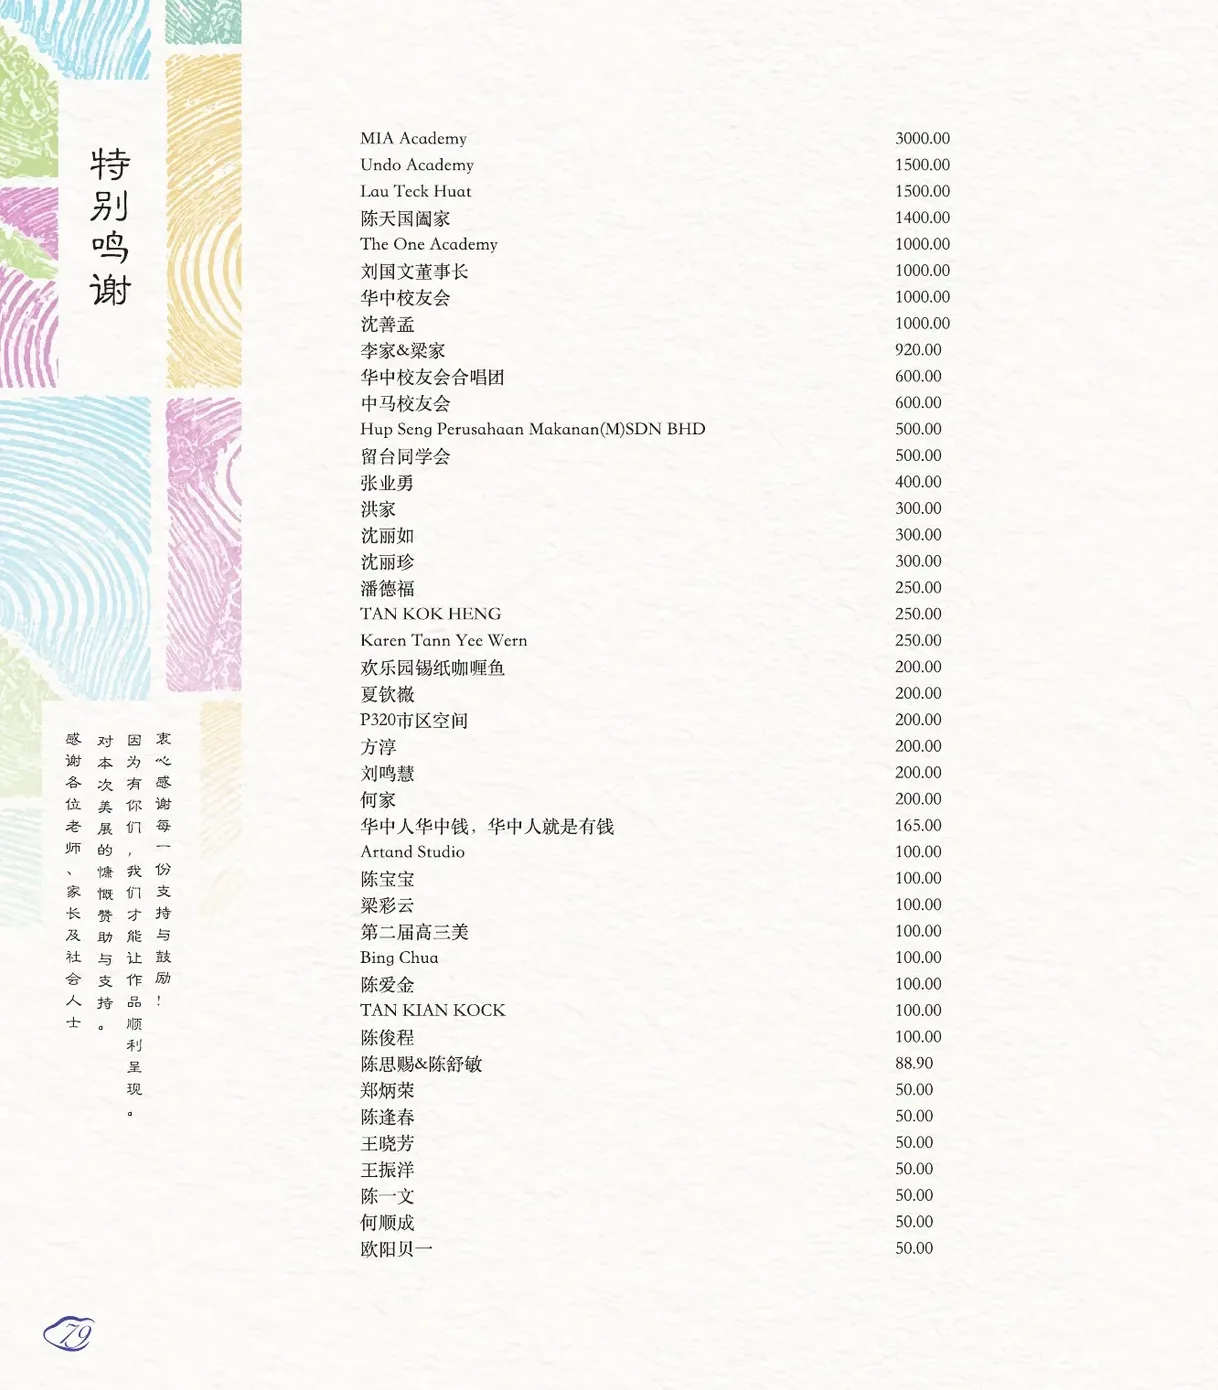 特别鸣谢
MIA Academy 3000.00
Undo Academy 1500.00
Lau Teck Huat 1500.00
陈天国阖家 1400.00
The One Academy 1000.00
刘国文董事长 1000.00
华中校友会 1000.00
沈善孟 1000.00
李家&梁家 920.00
华中校友会合唱团 600.00
中马校友会 600.00
Hup Seng Perusahaan Makanan(M)SDN BHD 500.00
留台同学会 500.00
张业勇 400.00
洪家 300.00
沈丽如 300.00
沈丽珍 300.00
潘德福 250.00
TAN KOK HENG 250.00
Karen Tann Yee Wern 250.00
欢乐园锡纸咖喱鱼 200.00
夏钦薇 200.00
P320市区空间 200.00
方淳 200.00
刘鸣慧 200.00
何家 200.00
华中人华中钱，华中人就是有钱 165.00
Artand Studio 100.00
陈宝宝 100.00
梁彩云 100.00
第二届高三美 100.00
Bing Chua 100.00
陈爱金 100.00
TAN KIAN KOCK 100.00
陈俊程 100.00
陈思赐&陈舒敏 88.90
郑炳荣 50.00
陈逢春 50.00
王晓芳 50.00
王振洋 50.00
陈一文 50.00
何顺成 50.00
欧阳贝一 50.00
感谢各位老师、家长及社会人士
对本次美展的慷慨赞助与支持。
因为有你们，我们才能让作品顺利呈现。
衷心感谢每一份支持与鼓励！
79